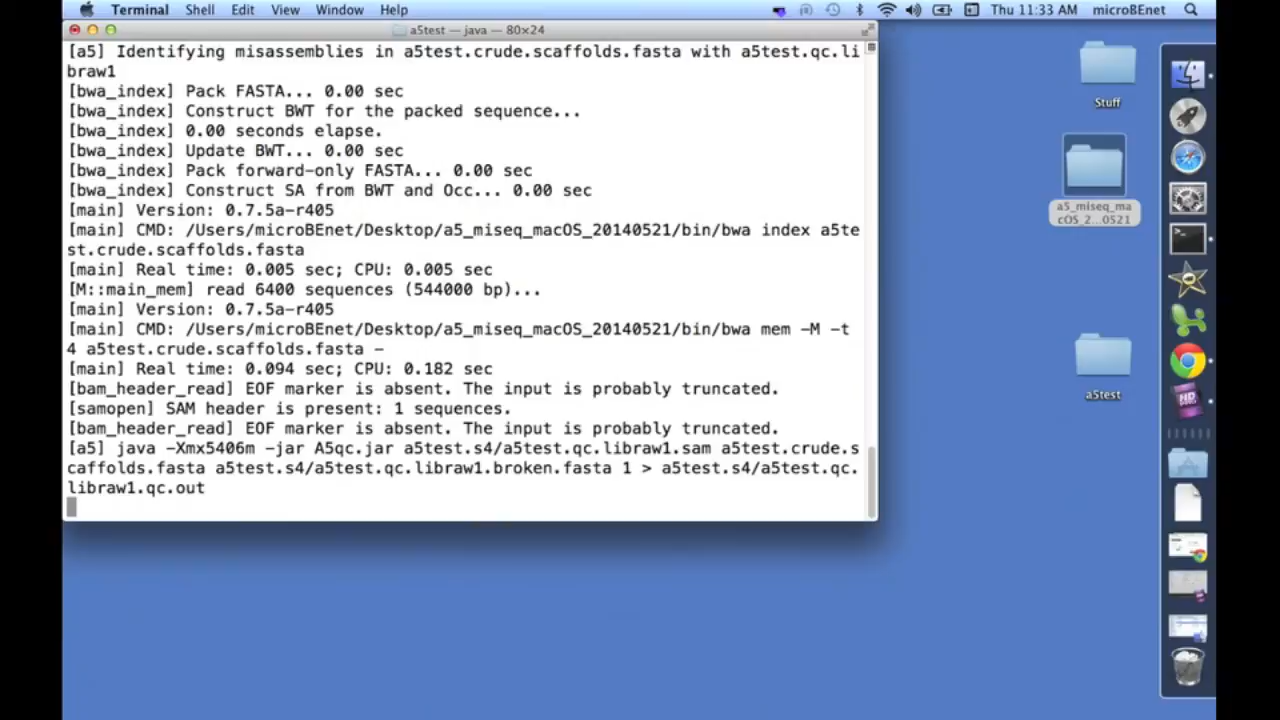 Terminal Shell Edit View Window Help Thu 11:33 AM microBEnet
a5test — java — 80×24
[a5] Identifying misassemblies in a5test.crude.scaffolds.fasta with a5test.qc.li
braw1
[bwa_index] Pack FASTA... 0.00 sec
[bwa_index] Construct BWT for the packed sequence...
[bwa_index] 0.00 seconds elapse.
[bwa_index] Update BWT... 0.00 sec
[bwa_index] Pack forward-only FASTA... 0.00 sec
[bwa_index] Construct SA from BWT and Occ... 0.00 sec
[main] Version: 0.7.5a-r405
[main] CMD: /Users/microBEnet/Desktop/a5_miseq_macOS_20140521/bin/bwa index a5te
st.crude.scaffolds.fasta
[main] Real time: 0.005 sec; CPU: 0.005 sec
[M::main_mem] read 6400 sequences (544000 bp)...
[main] Version: 0.7.5a-r405
[main] CMD: /Users/microBEnet/Desktop/a5_miseq_macOS_20140521/bin/bwa mem -M -t
4 a5test.crude.scaffolds.fasta -
[main] Real time: 0.094 sec; CPU: 0.182 sec
[bam_header_read] EOF marker is absent. The input is probably truncated.
[samopen] SAM header is present: 1 sequences.
[bam_header_read] EOF marker is absent. The input is probably truncated.
[a5] java -Xmx5406m -jar A5qc.jar a5test.s4/a5test.qc.libraw1.sam a5test.crude.s
caffolds.fasta a5test.s4/a5test.qc.libraw1.broken.fasta 1 > a5test.s4/a5test.qc.
libraw1.qc.out
Stuff
a5_miseq_ma
cOS_2...0521
a5test
ND